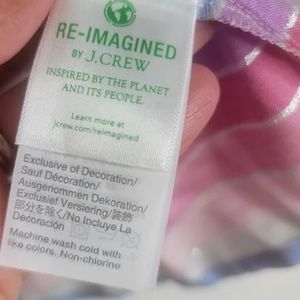 RE-IMAGINED
BY J.CREW
INSPIRED BY THE PLANET
AND ITS PEOPLE.
Learn more at
jcrew.com/reimagined
Exclusive of Decoration/
Sauf Décoration/
Ausgenommen Dekoration/
Exclusief Versiering/装飾
部分を除く/No Incluye La
Decoración
Machine wash cold with
like colors. Non-chlorine